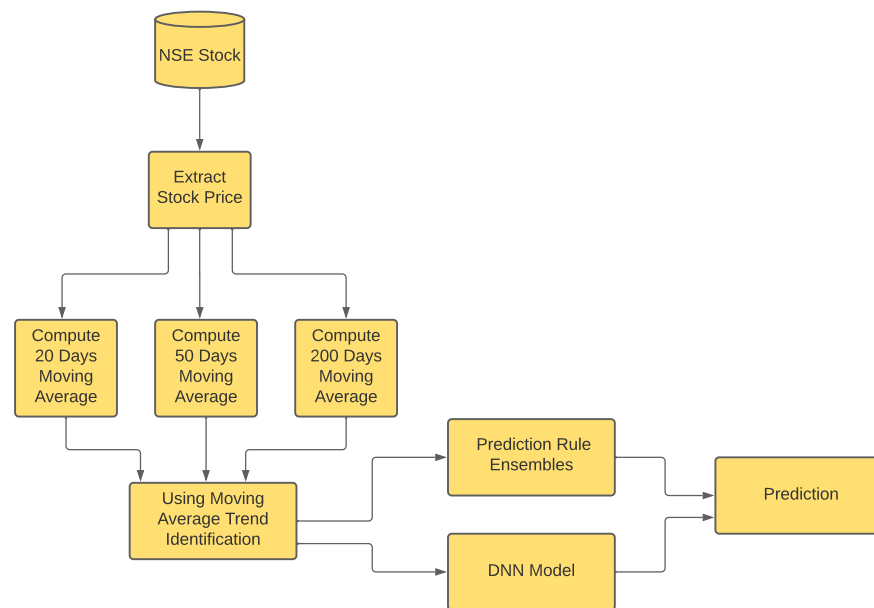 NSE Stock
Extract
Stock Price
Compute
20 Days
Moving
Average
Compute
50 Days
Moving
Average
Compute
200 Days
Moving
Average
Using Moving
Average Trend
Identification
Prediction Rule
Ensembles
DNN Model
Prediction